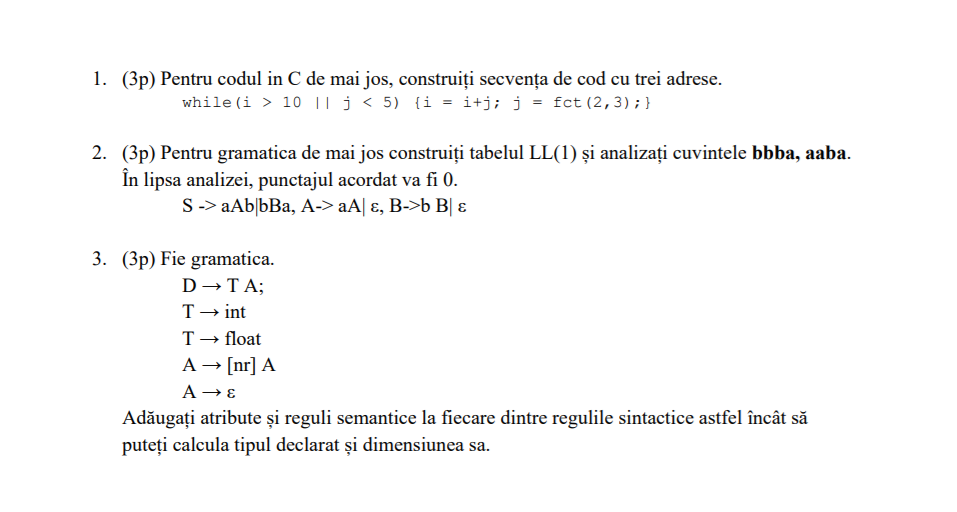 1. (3p) Pentru codul in C de mai jos, construiți secvența de cod cu trei adrese.
while(i > 10 || j < 5) {i = i+j; j = fct(2,3);}
2. (3p) Pentru gramatica de mai jos construiți tabelul LL(1) și analizați cuvintele bbba, aaba.
În lipsa analizei, punctajul acordat va fi 0.
S -> aAb|bBa, A-> aA| ε, B->b B| ε
3. (3p) Fie gramatica.
D → T A;
T → int
T → float
A → [nr] A
A → ε
Adăugați atribute și reguli semantice la fiecare dintre regulile sintactice astfel încât să
puteți calcula tipul declarat și dimensiunea sa.